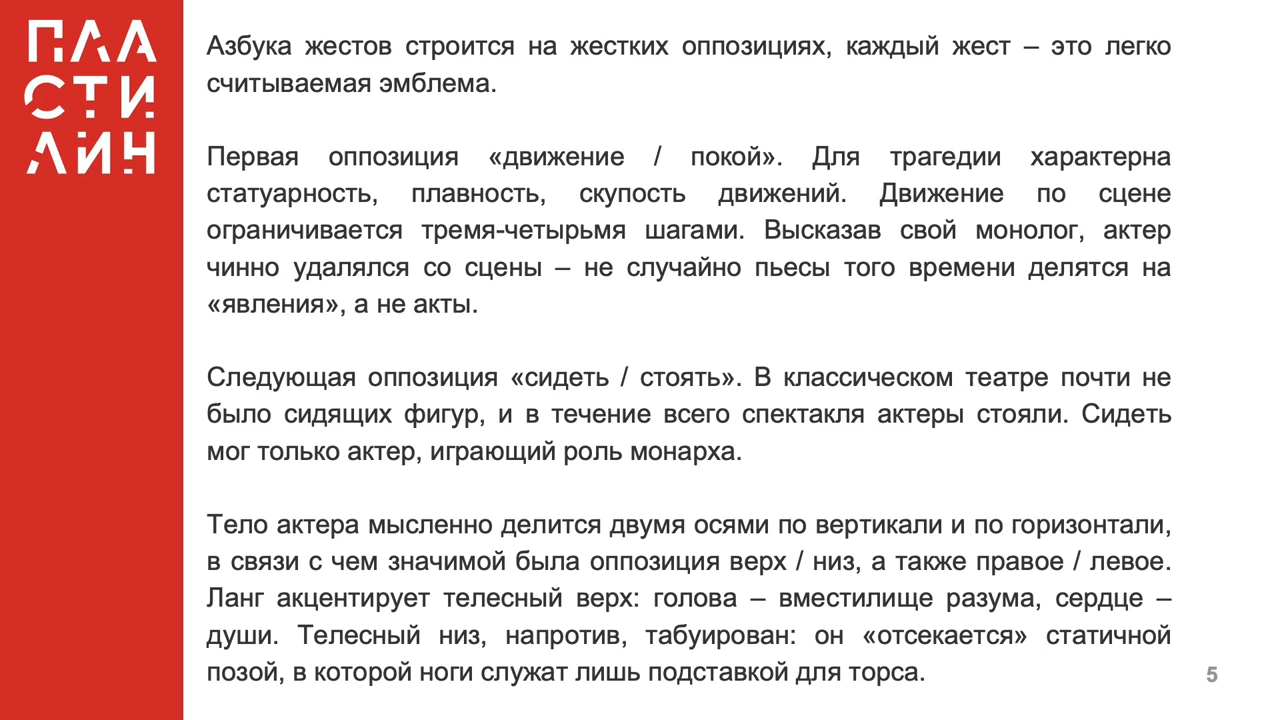 ПЛА
СТИ
ЛИН
Азбука жестов строится на жестких оппозициях, каждый жест – это легко
считываемая эмблема.
Первая оппозиция «движение / покой». Для трагедии характерна
статуарность, плавность, скупость движений. Движение по сцене
ограничивается тремя-четырьмя шагами. Высказав свой монолог, актер
чинно удалялся со сцены – не случайно пьесы того времени делятся на
«явления», а не акты.
Следующая оппозиция «сидеть / стоять». В классическом театре почти не
было сидящих фигур, и в течение всего спектакля актеры стояли. Сидеть
мог только актер, играющий роль монарха.
Тело актера мысленно делится двумя осями по вертикали и по горизонтали,
в связи с чем значимой была оппозиция верх / низ, а также правое / левое.
Ланг акцентирует телесный верх: голова – вместилище разума, сердце –
души. Телесный низ, напротив, табуирован: он «отсекается» статичной
позой, в которой ноги служат лишь подставкой для торса.
5